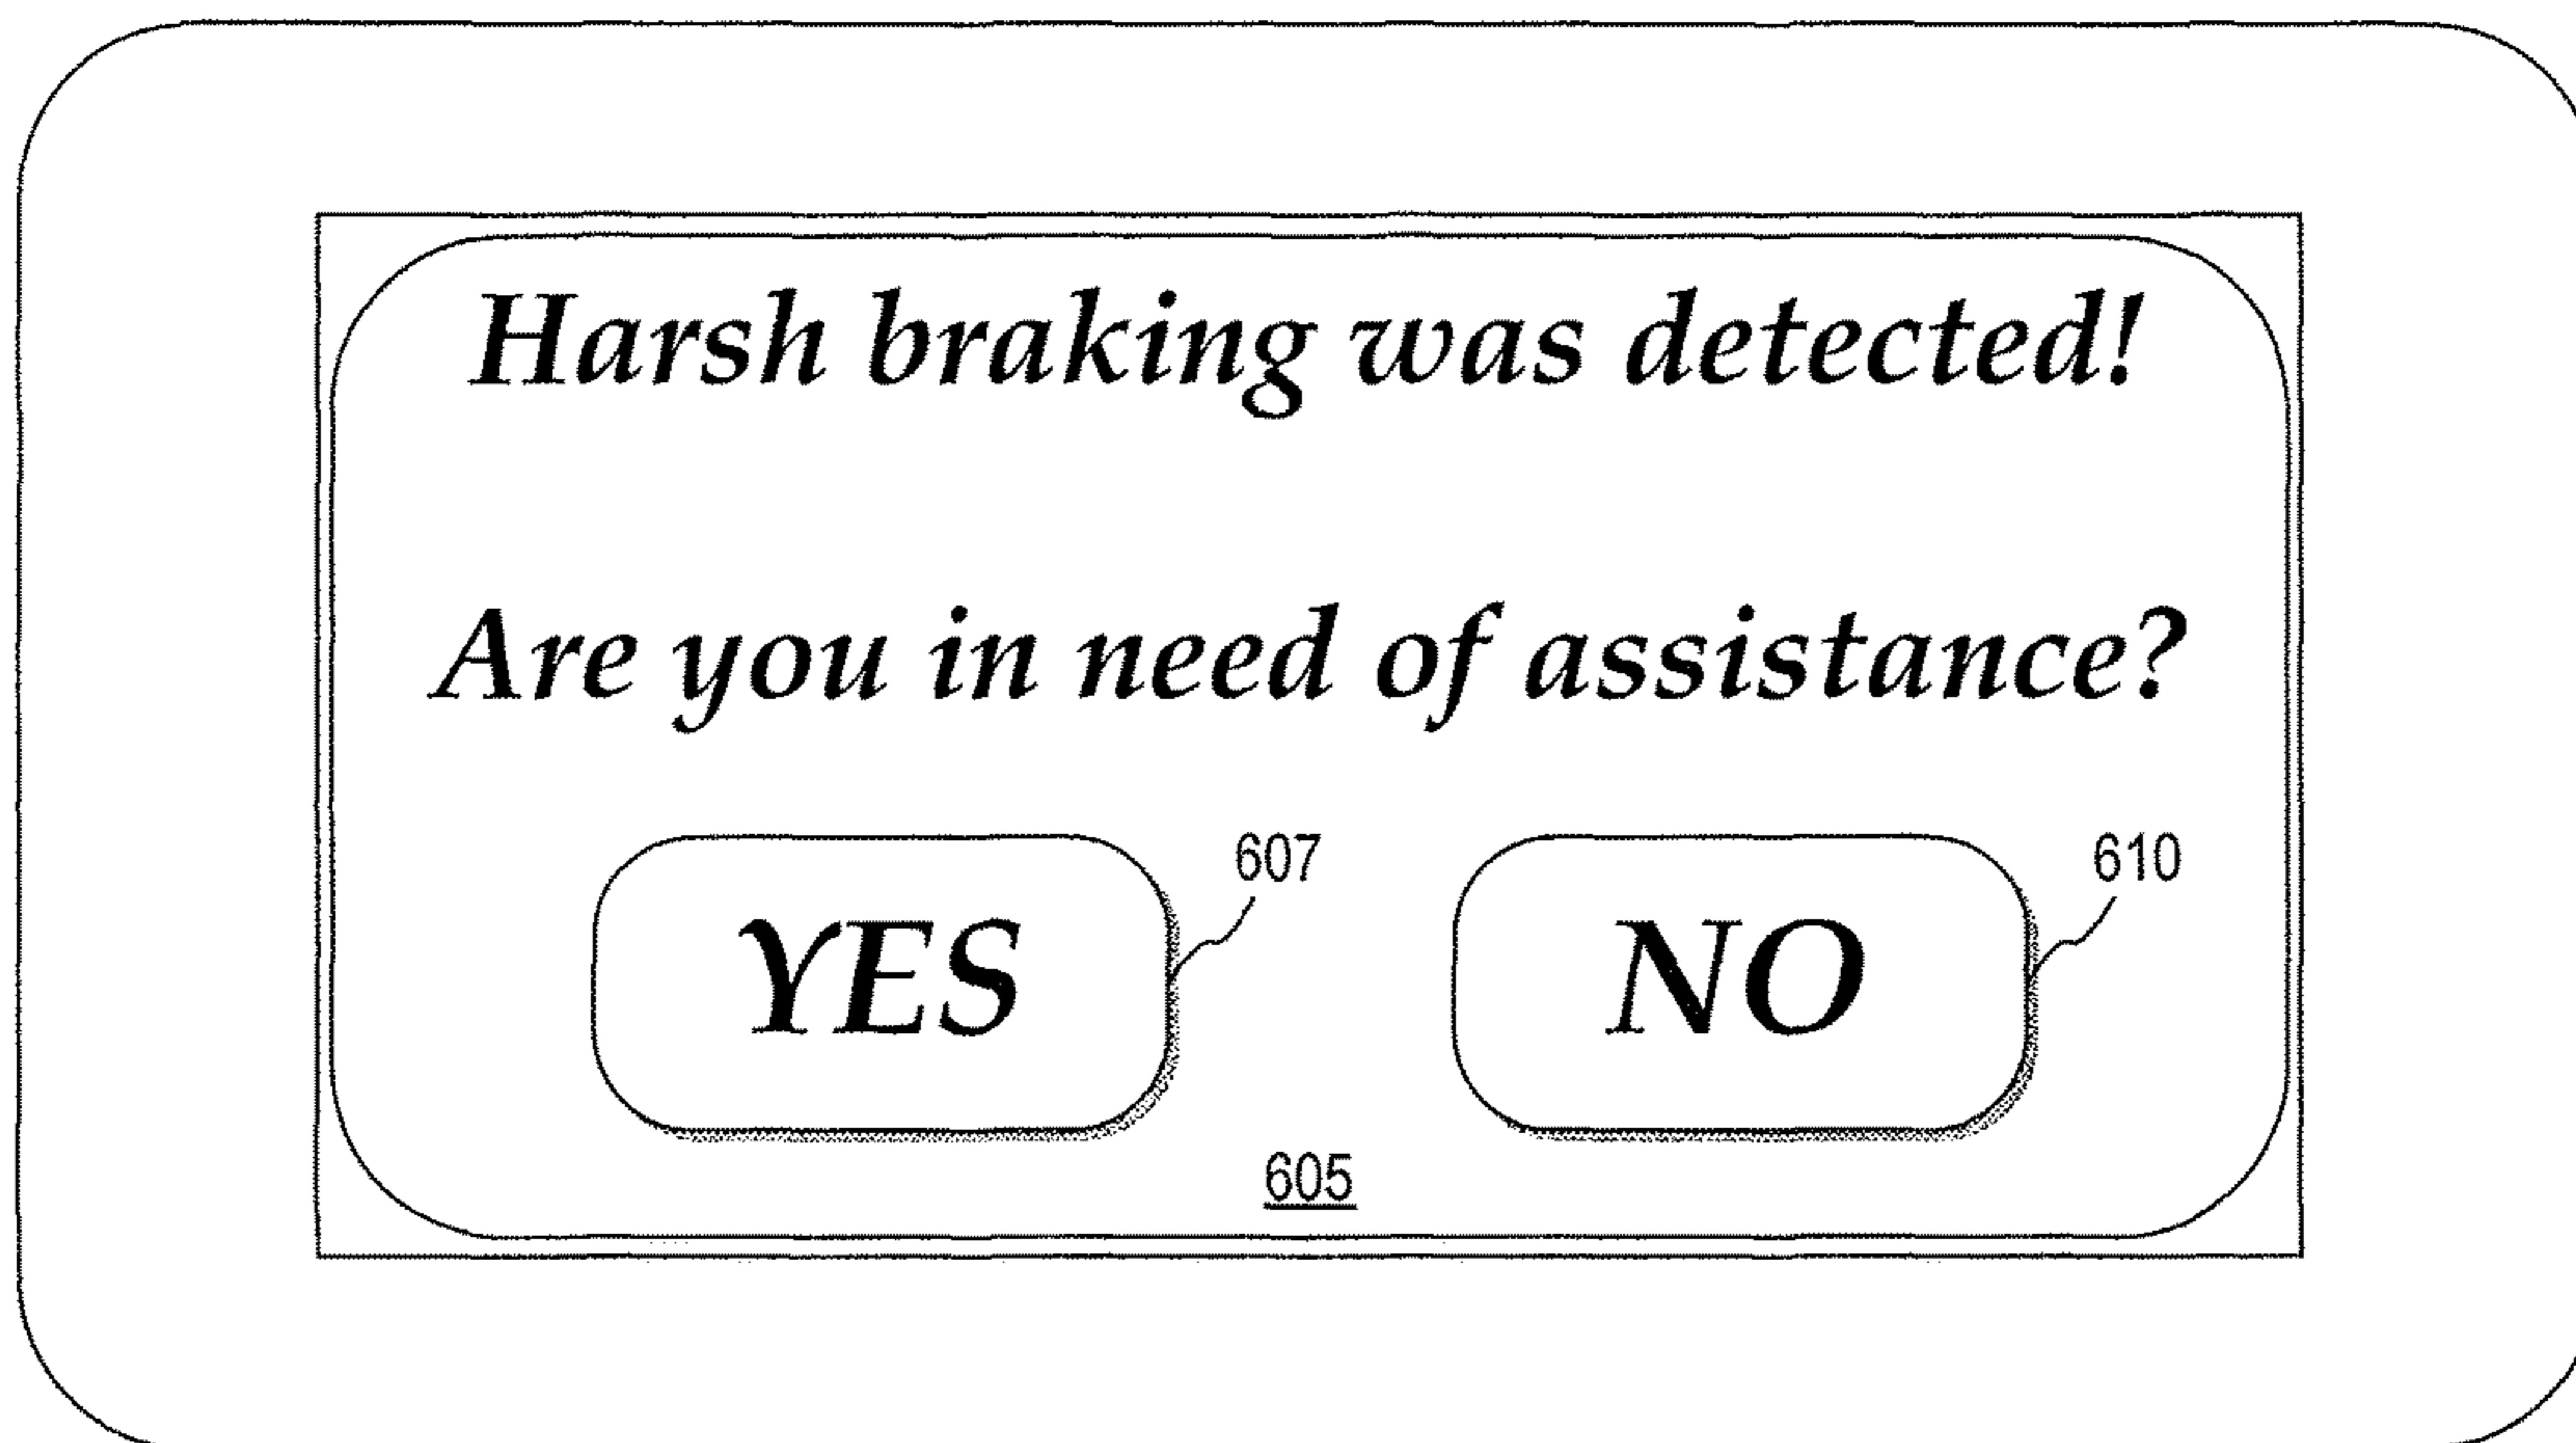 Harsh braking was detected!
Are you in need of assistance?
607
610
YES
NO
605